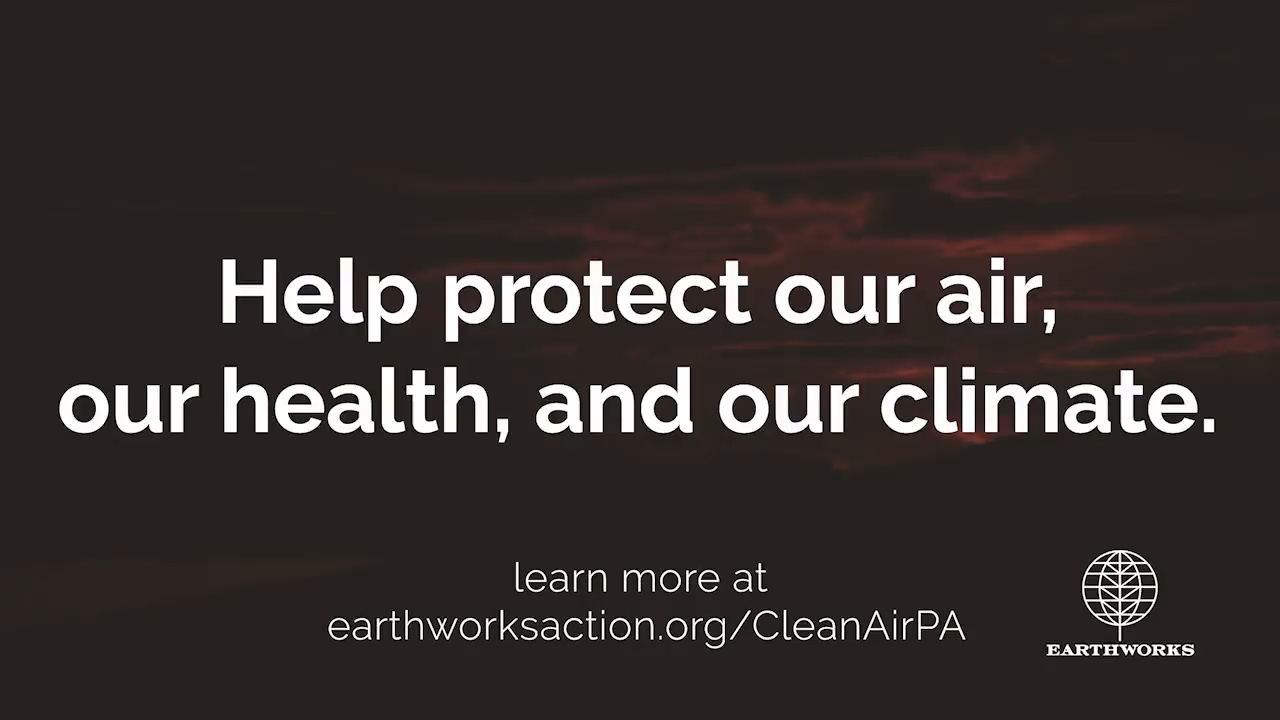 Help protect our air,
our health, and our climate.
learn more at
earthworksaction.org/CleanAirPA
EARTHWORKS